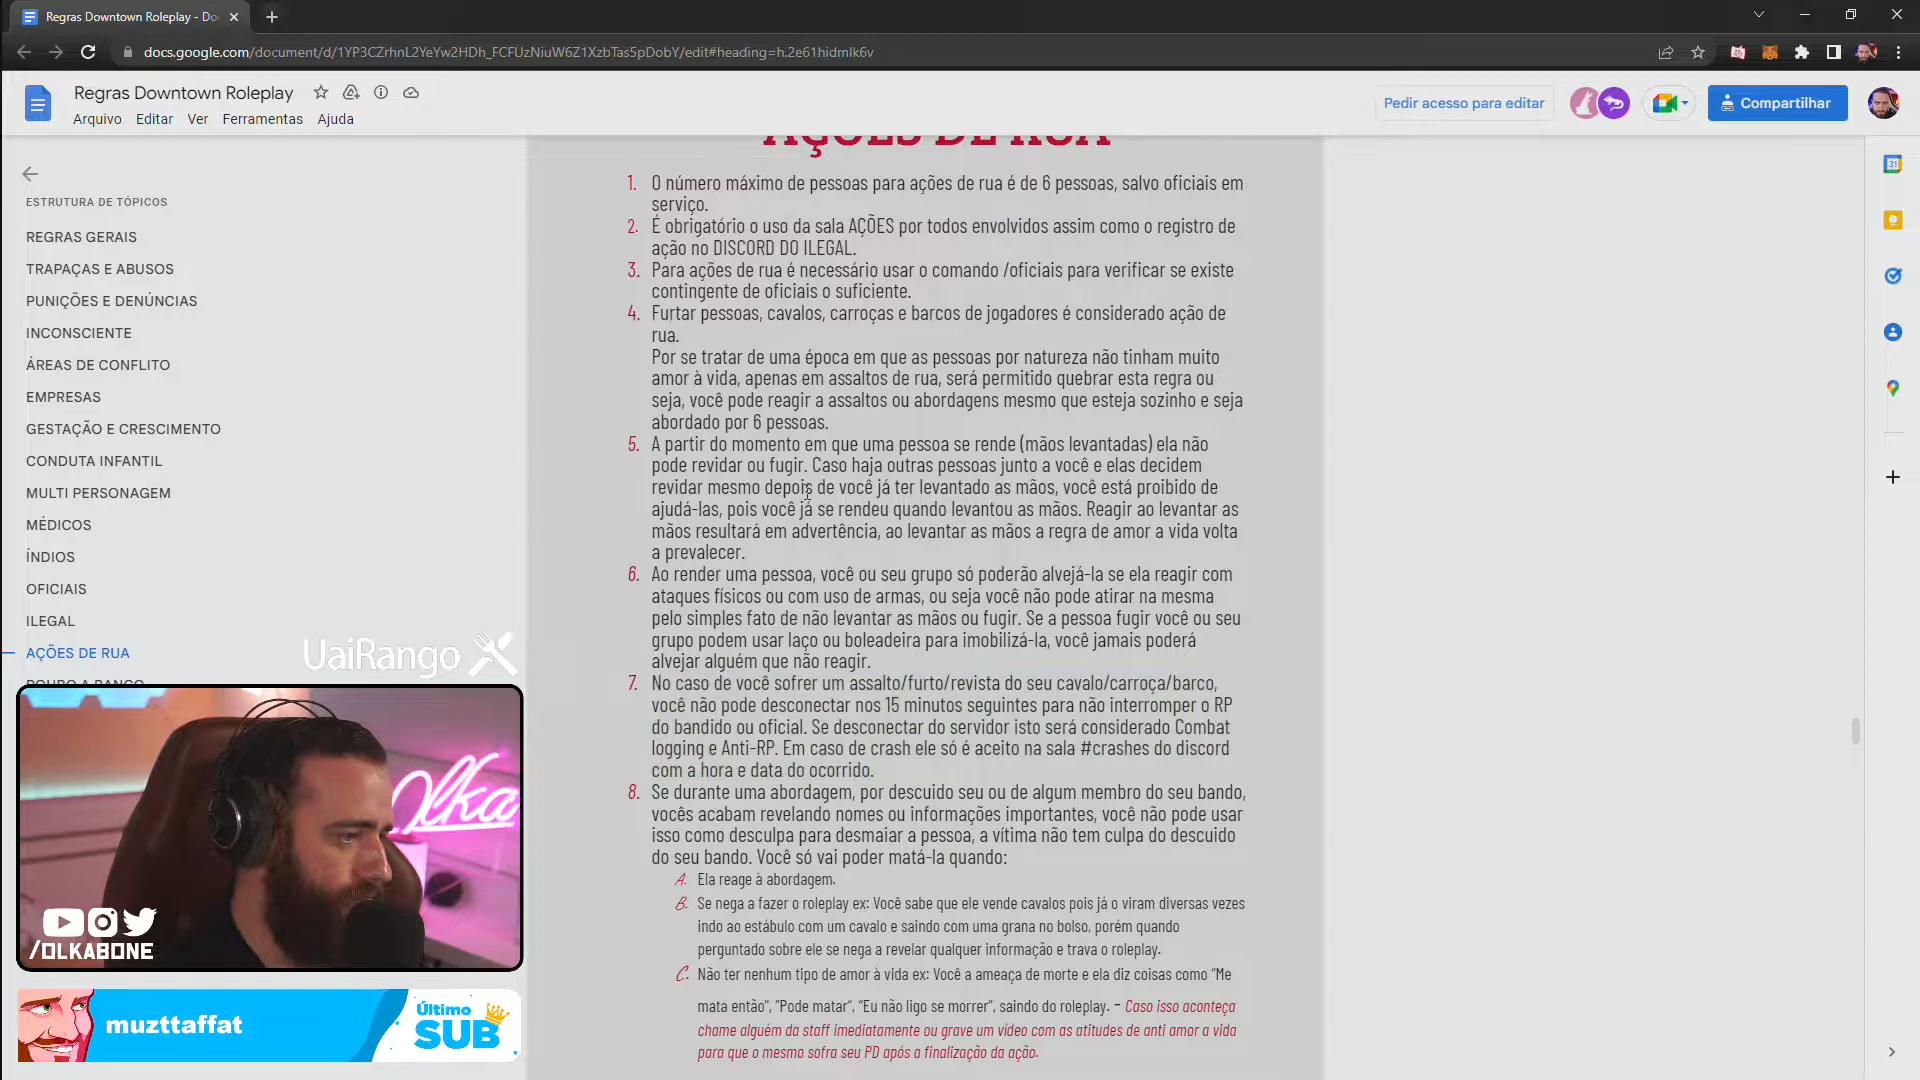 Regras Downtown Roleplay - Do
docs.google.com/document/d/1YP3CZrhnL2YeYw2HDh_FCFUzNiuW6Z1XzbTas5pDobY/edit#heading=h.2e61hidmlk6v
Regras Downtown Roleplay
Arquivo Editar Ver Ferramentas Ajuda
Pedir acesso para editar
Compartilhar
ESTRUTURA DE TÓPICOS
REGRAS GERAIS
TRAPAÇAS E ABUSOS
PUNIÇÕES E DENÚNCIAS
INCONSCIENTE
ÁREAS DE CONFLITO
EMPRESAS
GESTAÇÃO E CRESCIMENTO
CONDUTA INFANTIL
MULTI PERSONAGEM
MÉDICOS
ÍNDIOS
OFICIAIS
ILEGAL
AÇÕES DE RUA
ROUBO A BANCO
AÇÕES DE RUA
1. O número máximo de pessoas para ações de rua é de 6 pessoas, salvo oficiais em
serviço.
2. É obrigatório o uso da sala AÇÕES por todos envolvidos assim como o registro de
ação no DISCORD DO ILEGAL.
3. Para ações de rua é necessário usar o comando /oficiais para verificar se existe
contingente de oficiais o suficiente.
4. Furtar pessoas, cavalos, carroças e barcos de jogadores é considerado ação de
rua.
Por se tratar de uma época em que as pessoas por natureza não tinham muito
amor à vida, apenas em assaltos de rua, será permitido quebrar esta regra ou
seja, você pode reagir a assaltos ou abordagens mesmo que esteja sozinho e seja
abordado por 6 pessoas.
5. A partir do momento em que uma pessoa se rende (mãos levantadas) ela não
pode revidar ou fugir. Caso haja outras pessoas junto a você e elas decidem
revidar mesmo depois de você já ter levantado as mãos, você está proibido de
ajudá-las, pois você já se rendeu quando levantou as mãos. Reagir ao levantar as
mãos resultará em advertência, ao levantar as mãos a regra de amor a vida volta
a prevalecer.
6. Ao render uma pessoa, você ou seu grupo só poderão alvejá-la se ela reagir com
ataques físicos ou com uso de armas, ou seja você não pode atirar na mesma
pelo simples fato de não levantar as mãos ou fugir. Se a pessoa fugir você ou seu
grupo podem usar laço ou boleadeira para imobilizá-la, você jamais poderá
alvejar alguém que não reagir.
7. No caso de você sofrer um assalto/furto/revista do seu cavalo/carroça/barco,
você não pode desconectar nos 15 minutos seguintes para não interromper o RP
do bandido ou oficial. Se desconectar do servidor isto será considerado Combat
logging e Anti-RP. Em caso de crash ele só é aceito na sala #crashes do discord
com a hora e data do ocorrido.
8. Se durante uma abordagem, por descuido seu ou de algum membro do seu bando,
vocês acabam revelando nomes ou informações importantes, você não pode usar
isso como desculpa para desmaiar a pessoa, a vítima não tem culpa do descuido
do seu bando. Você só vai poder matá-la quando:
A. Ela reage à abordagem.
B. Se nega a fazer o roleplay ex: Você sabe que ele vende cavalos pois já o viram diversas vezes
indo ao estábulo com um cavalo e saindo com uma grana no bolso, porém quando
perguntado sobre ele se nega a revelar qualquer informação e trava o roleplay.
C. Não ter nenhum tipo de amor à vida ex: Você a ameaça de morte e ela diz coisas como "Me
mata então", "Pode matar", "Eu não ligo se morrer", saindo do roleplay. - Caso isso aconteça
chame alguém da staff imediatamente ou grave um vídeo com as atitudes de anti amor a vida
para que o mesmo sofra seu PD após a finalização da ação.
UaiRango
Olka
/OLKABONE
muzttaffat
Último
SUB
31